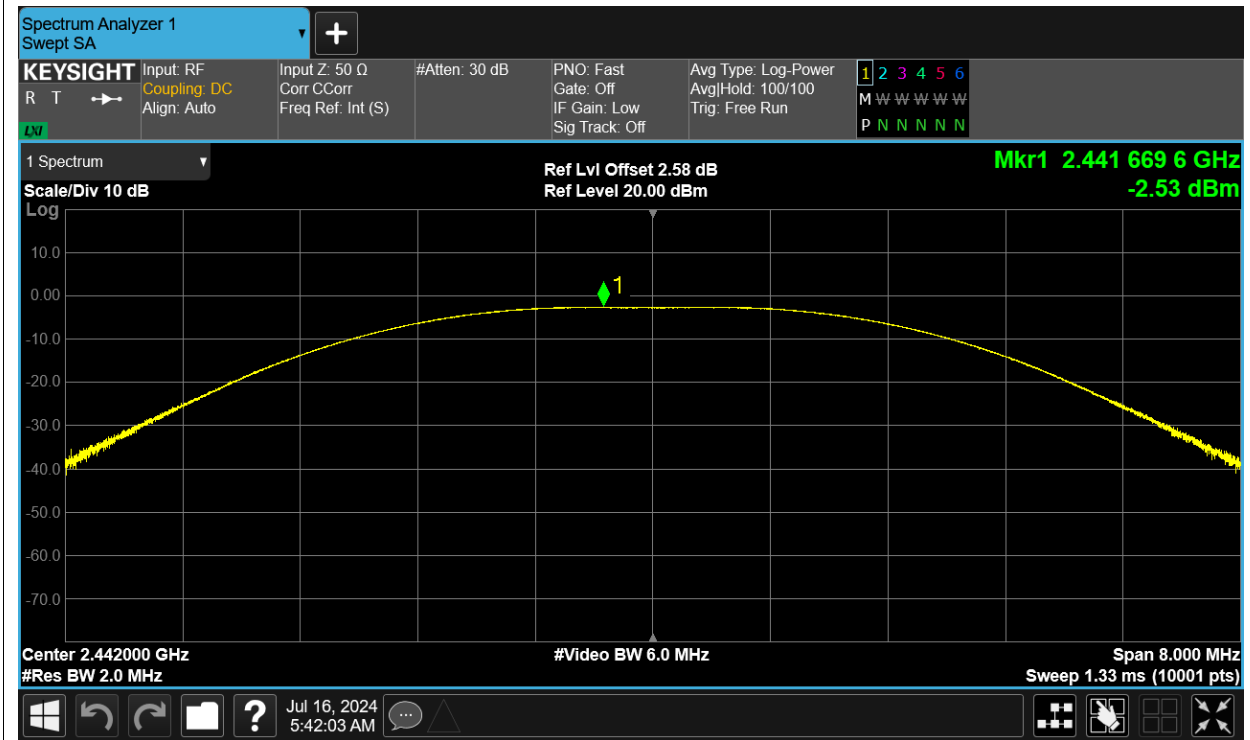 Spectrum Analyzer 1
Swept SA
+
KEYSIGHT
R T
LXI
Input: RF
Coupling: DC
Align: Auto
Input Z: 50 Ω
Corr CCorr
Freq Ref: Int (S)
#Atten: 30 dB
PNO: Fast
Gate: Off
IF Gain: Low
Sig Track: Off
Avg Type: Log-Power
Avg|Hold: 100/100
Trig: Free Run
1 2 3 4 5 6
M W W W W W
P N N N N N
1 Spectrum
Scale/Div 10 dB
Log
Ref Lvl Offset 2.58 dB
Ref Level 20.00 dBm
Mkr1 2.441 669 6 GHz
-2.53 dBm
10.0
0.00
-10.0
-20.0
-30.0
-40.0
-50.0
-60.0
-70.0
1
Center 2.442000 GHz
#Res BW 2.0 MHz
#Video BW 6.0 MHz
Span 8.000 MHz
Sweep 1.33 ms (10001 pts)
?
Jul 16, 2024
5:42:03 AM